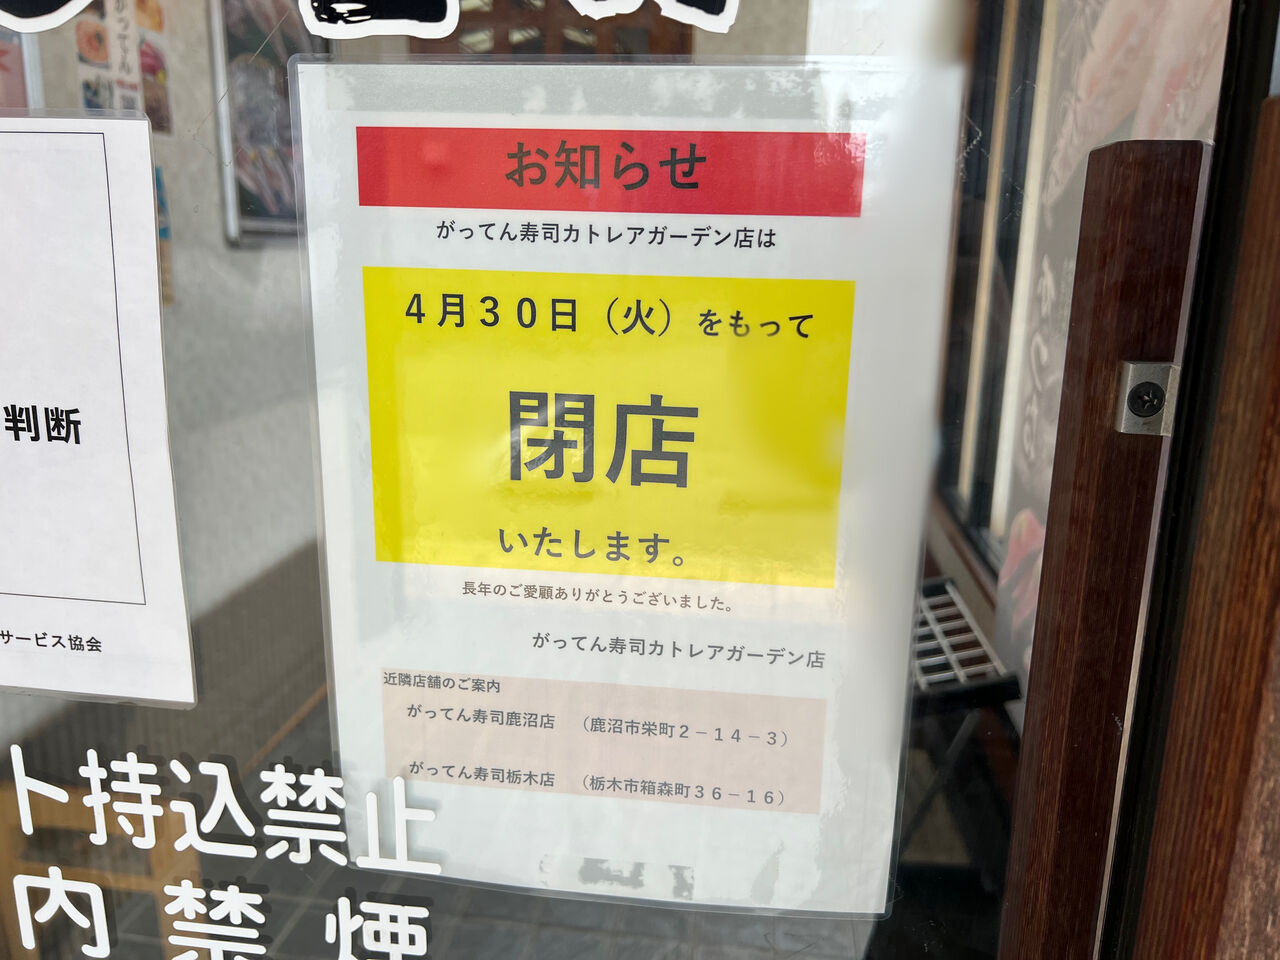 お知らせ
がってん寿司カトレアガーデン店は
４月３０日（火）をもって
閉店
いたします。
長年のご愛顧ありがとうございました。
がってん寿司カトレアガーデン店
近隣店舗のご案内
がってん寿司鹿沼店　（鹿沼市栄町２－１４－３）
がってん寿司栃木店　（栃木市箱森町３６－１６）
判断
サービス協会
ト持込禁止
内禁煙